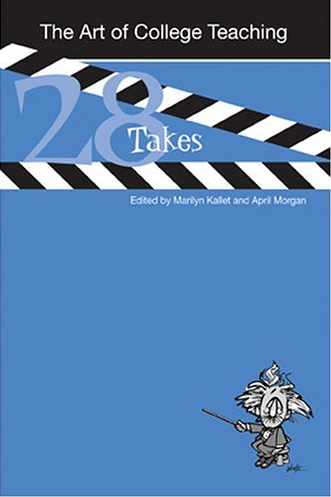 The Art of College Teaching
28
Takes
Edited by Marilyn Kallet and April Morgan